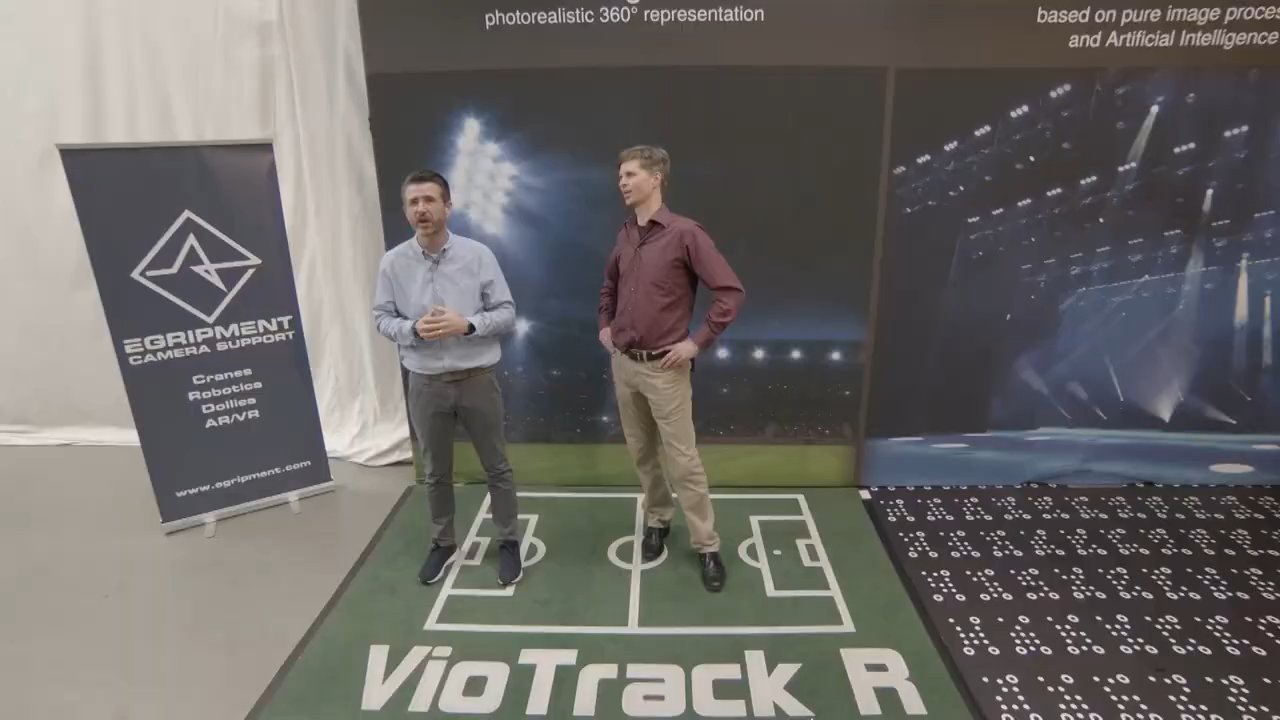 photorealistic 360° representation
based on pure image proces
and Artificial Intelligence
EGRIPMENT
CAMERA SUPPORT
Cranes
Robotics
Dollies
AR/VR
www.egripment.com
VioTrack R